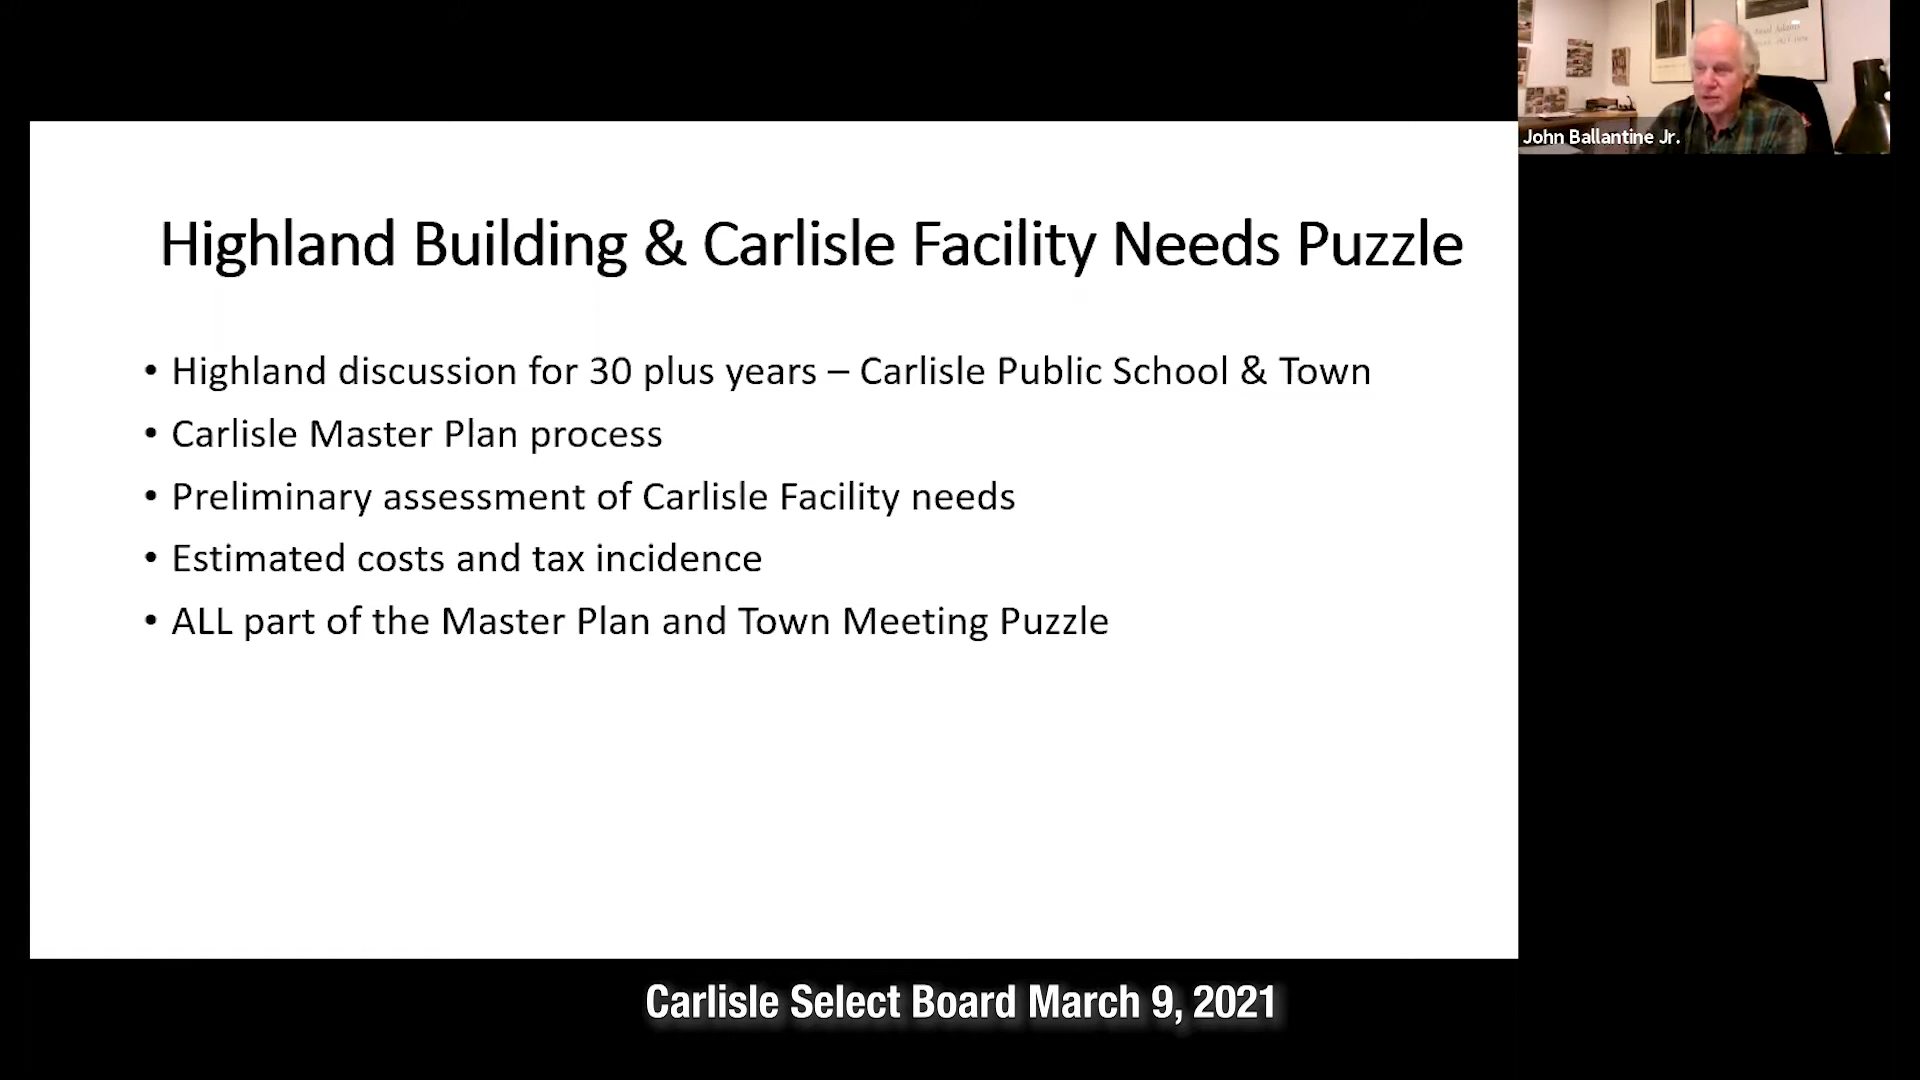 John Ballantine Jr.
Highland Building & Carlisle Facility Needs Puzzle
• Highland discussion for 30 plus years – Carlisle Public School & Town
• Carlisle Master Plan process
• Preliminary assessment of Carlisle Facility needs
• Estimated costs and tax incidence
• ALL part of the Master Plan and Town Meeting Puzzle
Carlisle Select Board March 9, 2021